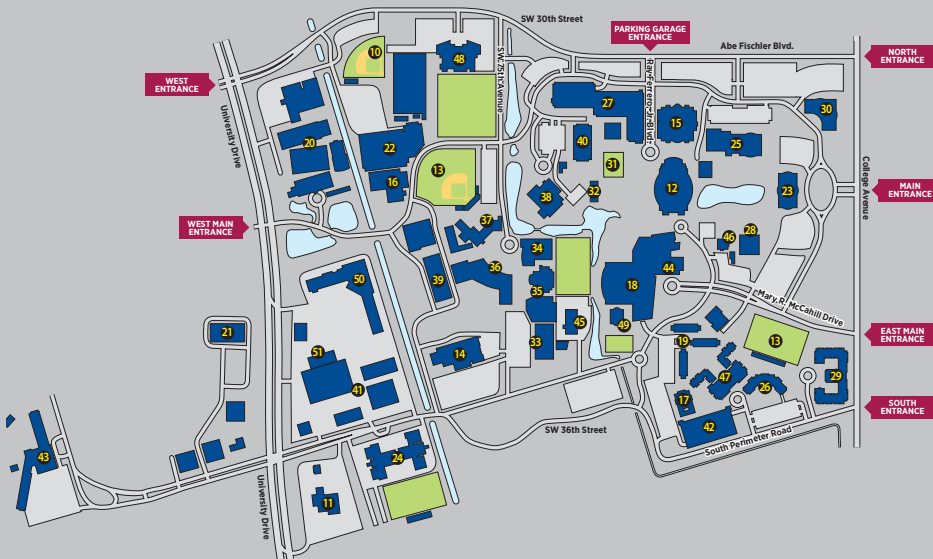 SW 30th Street
PARKING GARAGE
ENTRANCE
Abe Fischler Blvd.
NORTH
ENTRANCE
10
48
SW 75th Avenue
WEST
ENTRANCE
University Drive
27
Ray Ferrero Jr. Blvd.
15
30
20
22
40
25
31
13
16
38
32
12
23
College Avenue
MAIN
ENTRANCE
WEST MAIN
ENTRANCE
37
34
46
28
36
39
50
35
18
44
Mary R. McCahill Drive
21
45
49
33
14
51
41
19
13
EAST MAIN
ENTRANCE
47
26
29
17
42
SOUTH
ENTRANCE
SW 36th Street
South Perimeter Road
43
24
11
University Drive